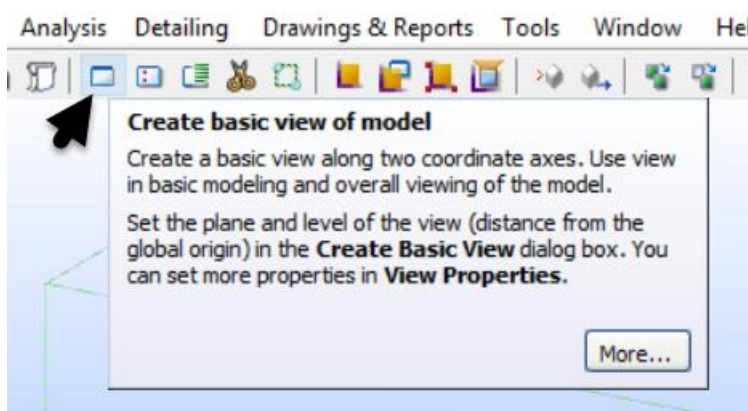 Analysis Detailing Drawings & Reports Tools Window
Create basic view of model
Create a basic view along two coordinate axes. Use view
in basic modeling and overall viewing of the model.
Set the plane and level of the view (distance from the
global origin) in the Create Basic View dialog box. You
can set more properties in View Properties.
More...